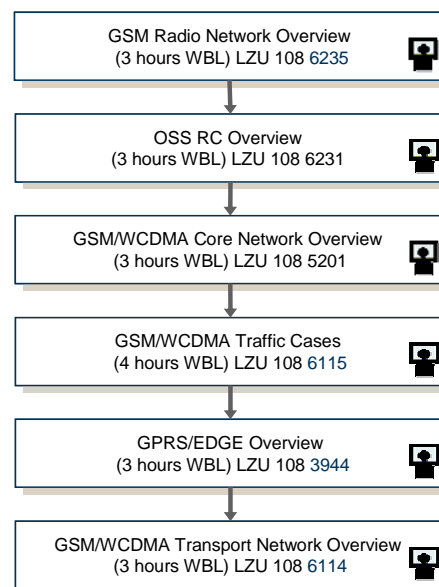 GSM Radio Network Overview
(3 hours WBL) LZU 108 6235
OSS RC Overview
(3 hours WBL) LZU 108 6231
GSM/WCDMA Core Network Overview
(3 hours WBL) LZU 108 5201
GSM/WCDMA Traffic Cases
(4 hours WBL) LZU 108 6115
GPRS/EDGE Overview
(3 hours WBL) LZU 108 3944
GSM/WCDMA Transport Network Overview
(3 hours WBL) LZU 108 6114